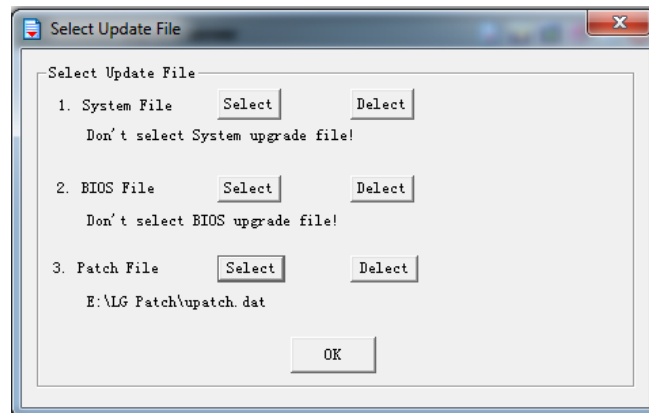 Select Update File
Select Update File
1. System File Select Delect
Don't select System upgrade file!
2. BIOS File Select Delect
Don't select BIOS upgrade file!
3. Patch File Select Delect
E:\LG Patch\upatch.dat
OK